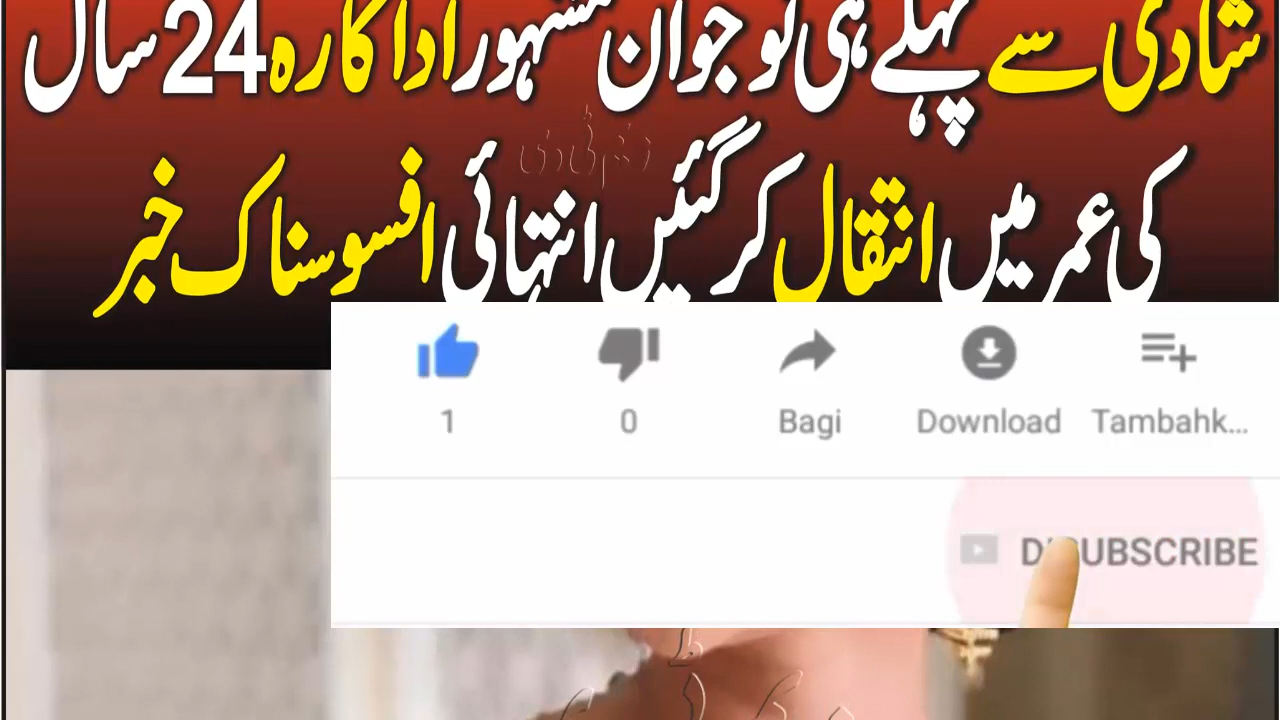 شادی سے پہلے ہی نوجوان مشہور اداکارہ 24 سال
کی عمر میں انتقال کر گئیں انتہائی افسوسناک خبر
1
0
Bagi
Download
Tambahk...
UBSCRIBE